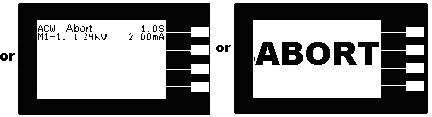 or
ACW Abort 1.0S
M1-1. 1.24KV 2.00mA
or
ABORT